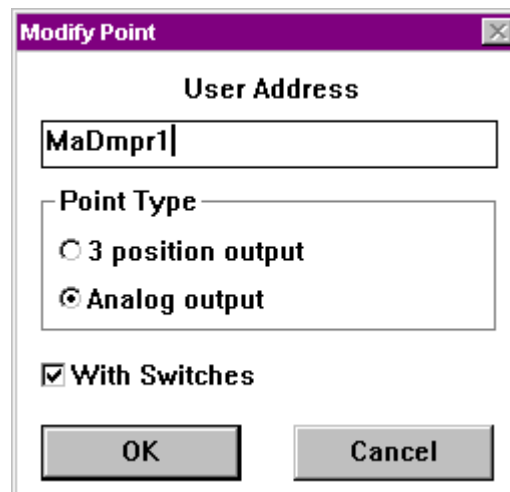 Modify Point
User Address
MaDmpr1
Point Type
3 position output
Analog output
With Switches
OK Cancel